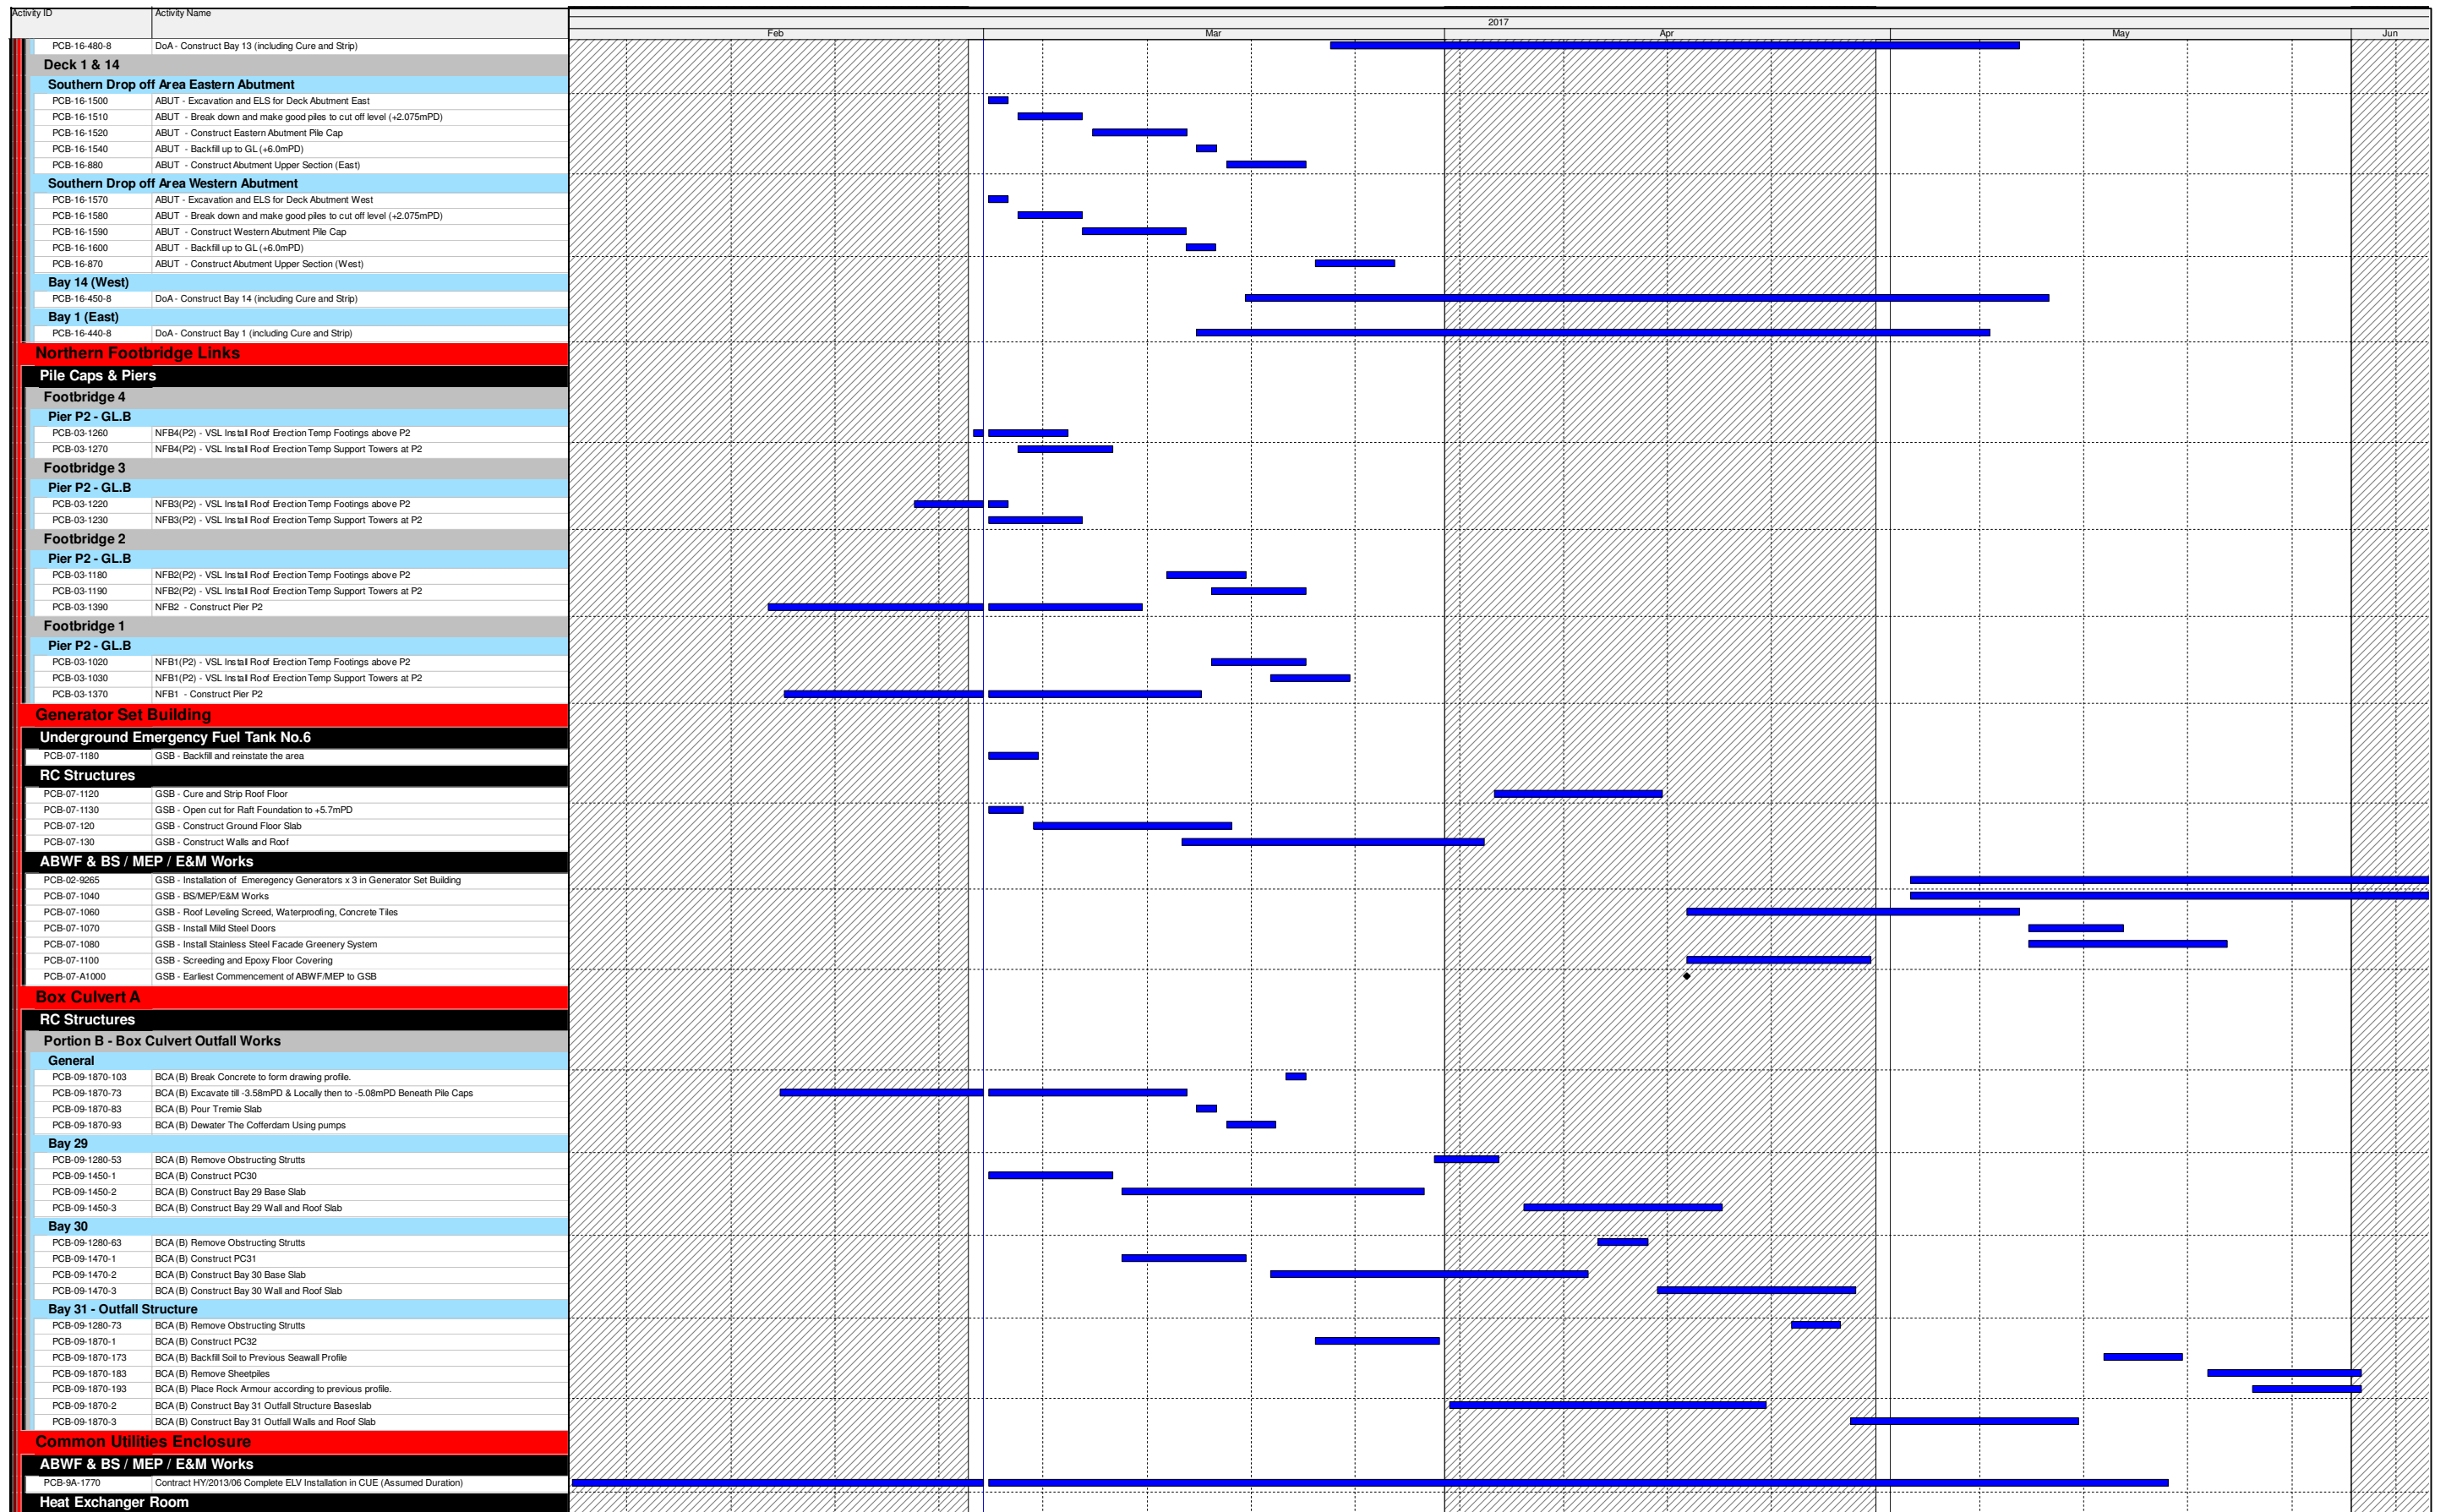 Activity ID Activity Name
2017
Feb Mar Apr May Jun
PCB-16-480-8 DoA - Construct Bay 13 (including Cure and Strip)
Deck 1 & 14
Southern Drop off Area Eastern Abutment
PCB-16-1500 ABUT - Excavation and ELS for Deck Abutment East
PCB-16-1510 ABUT - Break down and make good piles to cut off level (+2.075mPD)
PCB-16-1520 ABUT - Construct Eastern Abutment Pile Cap
PCB-16-1540 ABUT - Backfill up to GL (+6.0mPD)
PCB-16-880 ABUT - Construct Abutment Upper Section (East)
Southern Drop off Area Western Abutment
PCB-16-1570 ABUT - Excavation and ELS for Deck Abutment West
PCB-16-1580 ABUT - Break down and make good piles to cut off level (+2.075mPD)
PCB-16-1590 ABUT - Construct Western Abutment Pile Cap
PCB-16-1600 ABUT - Backfill up to GL (+6.0mPD)
PCB-16-870 ABUT - Construct Abutment Upper Section (West)
Bay 14 (West)
PCB-16-450-8 DoA - Construct Bay 14 (including Cure and Strip)
Bay 1 (East)
PCB-16-440-8 DoA - Construct Bay 1 (including Cure and Strip)
Northern Footbridge Links
Pile Caps & Piers
Footbridge 4
Pier P2 - GL.B
PCB-03-1260 NFB4(P2) - VSL Install Roof Erection Temp Footings above P2
PCB-03-1270 NFB4(P2) - VSL Install Roof Erection Temp Support Towers at P2
Footbridge 3
Pier P2 - GL.B
PCB-03-1220 NFB3(P2) - VSL Install Roof Erection Temp Footings above P2
PCB-03-1230 NFB3(P2) - VSL Install Roof Erection Temp Support Towers at P2
Footbridge 2
Pier P2 - GL.B
PCB-03-1180 NFB2(P2) - VSL Install Roof Erection Temp Footings above P2
PCB-03-1190 NFB2(P2) - VSL Install Roof Erection Temp Support Towers at P2
PCB-03-1390 NFB2 - Construct Pier P2
Footbridge 1
Pier P2 - GL.B
PCB-03-1020 NFB1(P2) - VSL Install Roof Erection Temp Footings above P2
PCB-03-1030 NFB1(P2) - VSL Install Roof Erection Temp Support Towers at P2
PCB-03-1370 NFB1 - Construct Pier P2
Generator Set Building
Underground Emergency Fuel Tank No.6
PCB-07-1180 GSB - Backfill and reinstate the area
RC Structures
PCB-07-1120 GSB - Cure and Strip Roof Floor
PCB-07-1130 GSB - Open cut for Raft Foundation to +5.7mPD
PCB-07-120 GSB - Construct Ground Floor Slab
PCB-07-130 GSB - Construct Walls and Roof
ABWF & BS / MEP / E&M Works
PCB-02-9265 GSB - Installation of Emeregency Generators x 3 in Generator Set Building
PCB-07-1040 GSB - BS/MEP/E&M Works
PCB-07-1060 GSB - Roof Leveling Screed, Waterproofing, Concrete Tiles
PCB-07-1070 GSB - Install Mild Steel Doors
PCB-07-1080 GSB - Install Stainless Steel Facade Greenery System
PCB-07-1100 GSB - Screeding and Epoxy Floor Covering
PCB-07-A1000 GSB - Earliest Commencement of ABWF/MEP to GSB
Box Culvert A
RC Structures
Portion B - Box Culvert Outfall Works
General
PCB-09-1870-103 BCA (B) Break Concrete to form drawing profile.
PCB-09-1870-73 BCA (B) Excavate till -3.58mPD & Locally then to -5.08mPD Beneath Pile Caps
PCB-09-1870-83 BCA (B) Pour Tremie Slab
PCB-09-1870-93 BCA (B) Dewater The Cofferdam Using pumps
Bay 29
PCB-09-1280-53 BCA (B) Remove Obstructing Strutts
PCB-09-1450-1 BCA (B) Construct PC30
PCB-09-1450-2 BCA (B) Construct Bay 29 Base Slab
PCB-09-1450-3 BCA (B) Construct Bay 29 Wall and Roof Slab
Bay 30
PCB-09-1280-63 BCA (B) Remove Obstructing Strutts
PCB-09-1470-1 BCA (B) Construct PC31
PCB-09-1470-2 BCA (B) Construct Bay 30 Base Slab
PCB-09-1470-3 BCA (B) Construct Bay 30 Wall and Roof Slab
Bay 31 - Outfall Structure
PCB-09-1280-73 BCA (B) Remove Obstructing Strutts
PCB-09-1870-1 BCA (B) Construct PC32
PCB-09-1870-173 BCA (B) Backfill Soil to Previous Seawall Profile
PCB-09-1870-183 BCA (B) Remove Sheetpiles
PCB-09-1870-193 BCA (B) Place Rock Armour according to previous profile.
PCB-09-1870-2 BCA (B) Construct Bay 31 Outfall Structure Baseslab
PCB-09-1870-3 BCA (B) Construct Bay 31 Outfall Walls and Roof Slab
Common Utilities Enclosure
ABWF & BS / MEP / E&M Works
PCB-9A-1770 Contract HY/2013/06 Complete ELV Installation in CUE (Assumed Duration)
Heat Exchanger Room